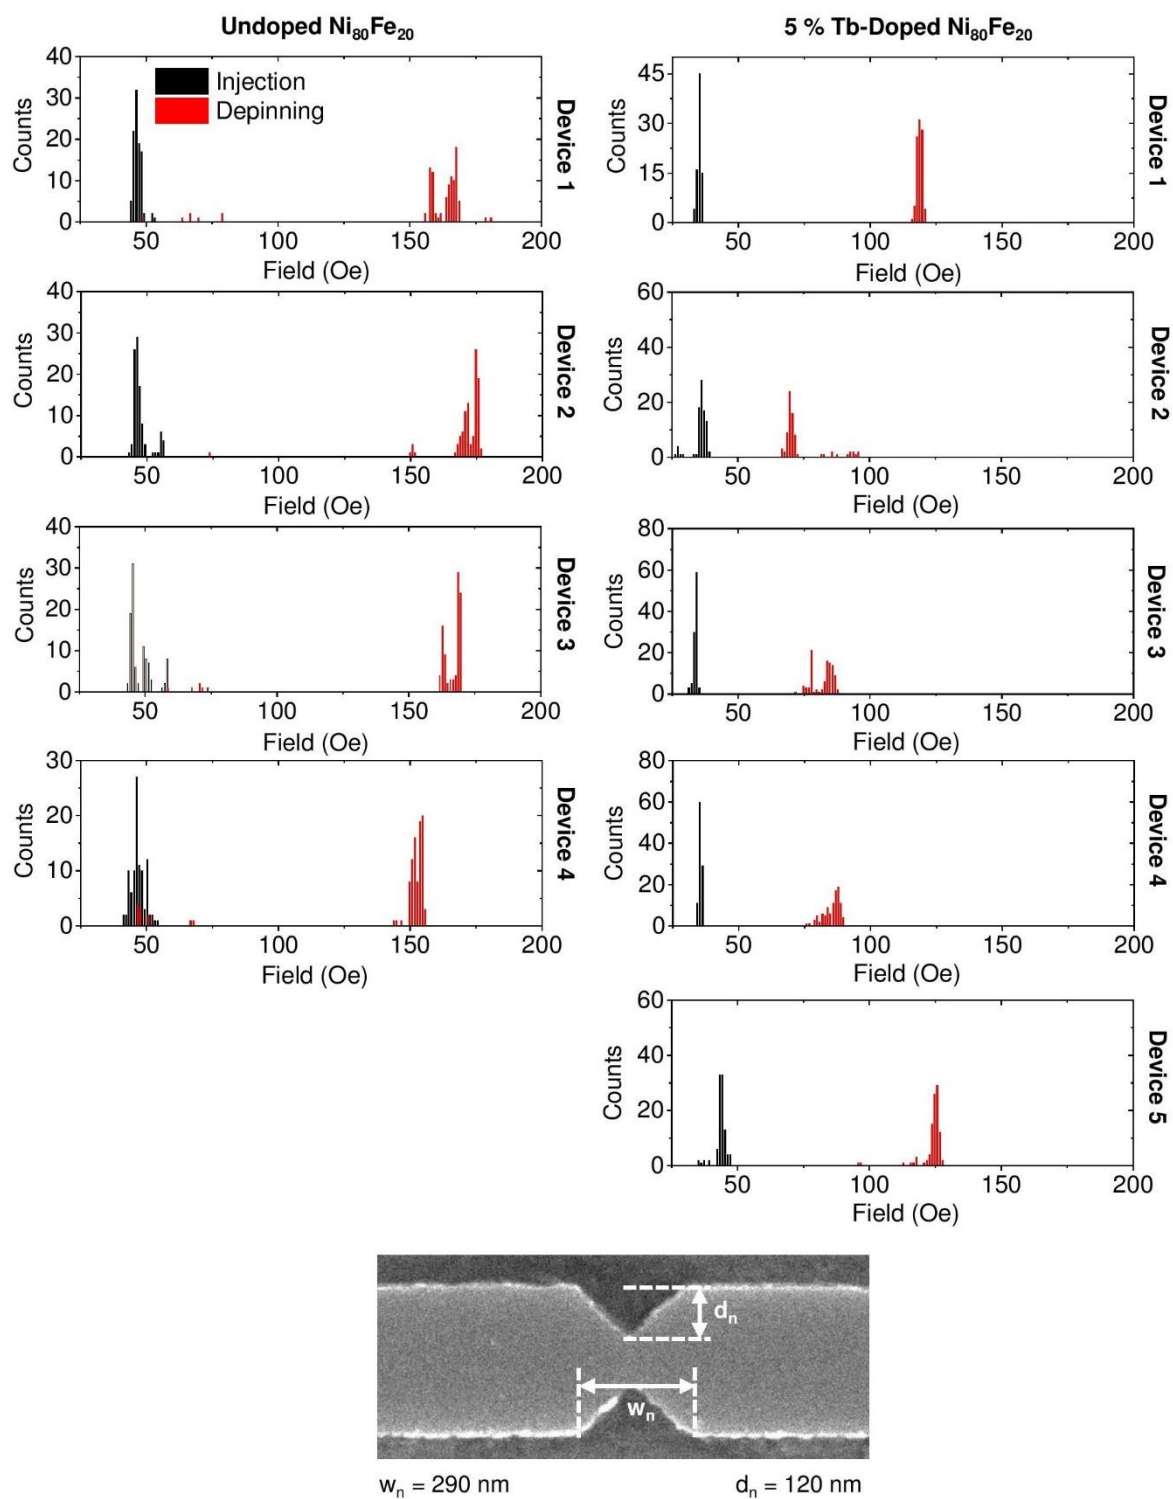 Undoped Ni₈₀Fe₂₀
5 % Tb-Doped Ni₈₀Fe₂₀
40
30
20
10
0
Counts
Injection
Depinning
50 100 150 200
Field (Oe)
Device 1
45
30
15
0
Counts
50 100 150 200
Field (Oe)
Device 1
40
30
20
10
0
Counts
50 100 150 200
Field (Oe)
Device 2
60
40
20
0
Counts
50 100 150 200
Field (Oe)
Device 2
40
30
20
10
0
Counts
50 100 150 200
Field (Oe)
Device 3
80
60
40
20
0
Counts
50 100 150 200
Field (Oe)
Device 3
30
20
10
0
Counts
50 100 150 200
Field (Oe)
Device 4
80
60
40
20
0
Counts
50 100 150 200
Field (Oe)
Device 4
60
40
20
0
Counts
50 100 150 200
Field (Oe)
Device 5
dₙ
wₙ
wₙ = 290 nm
dₙ = 120 nm